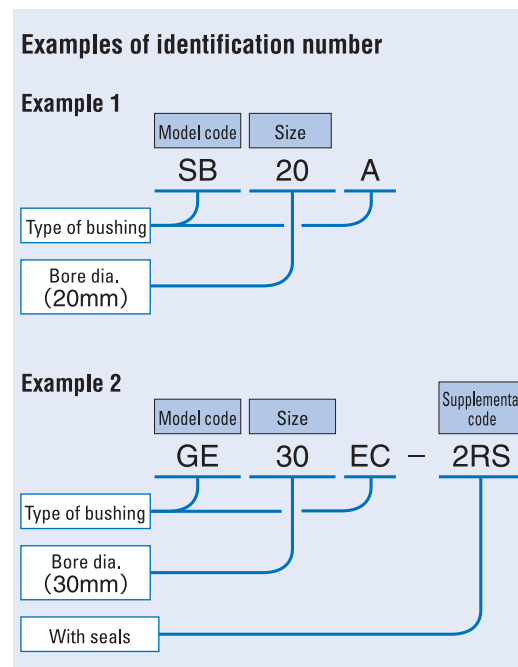 Examples of identification number
Example 1
Model code Size
SB 20 A
Type of bushing
Bore dia.
(20mm)
Example 2
Model code Size Supplementa
code
GE 30 EC – 2RS
Type of bushing
Bore dia.
(30mm)
With seals